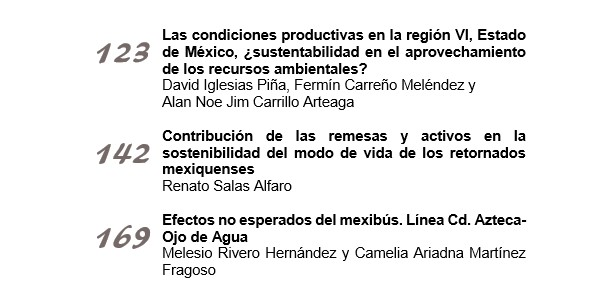 123
Las condiciones productivas en la región VI, Estado
de México, ¿sustentabilidad en el aprovechamiento
de los recursos ambientales?
David Iglesias Piña, Fermín Carreño Meléndez y
Alan Noe Jim Carrillo Arteaga
142
Contribución de las remesas y activos en la
sostenibilidad del modo de vida de los retornados
mexiquenses
Renato Salas Alfaro
169
Efectos no esperados del mexibús. Línea Cd. Azteca-
Ojo de Agua
Melesio Rivero Hernández y Camelia Ariadna Martínez
Fragoso